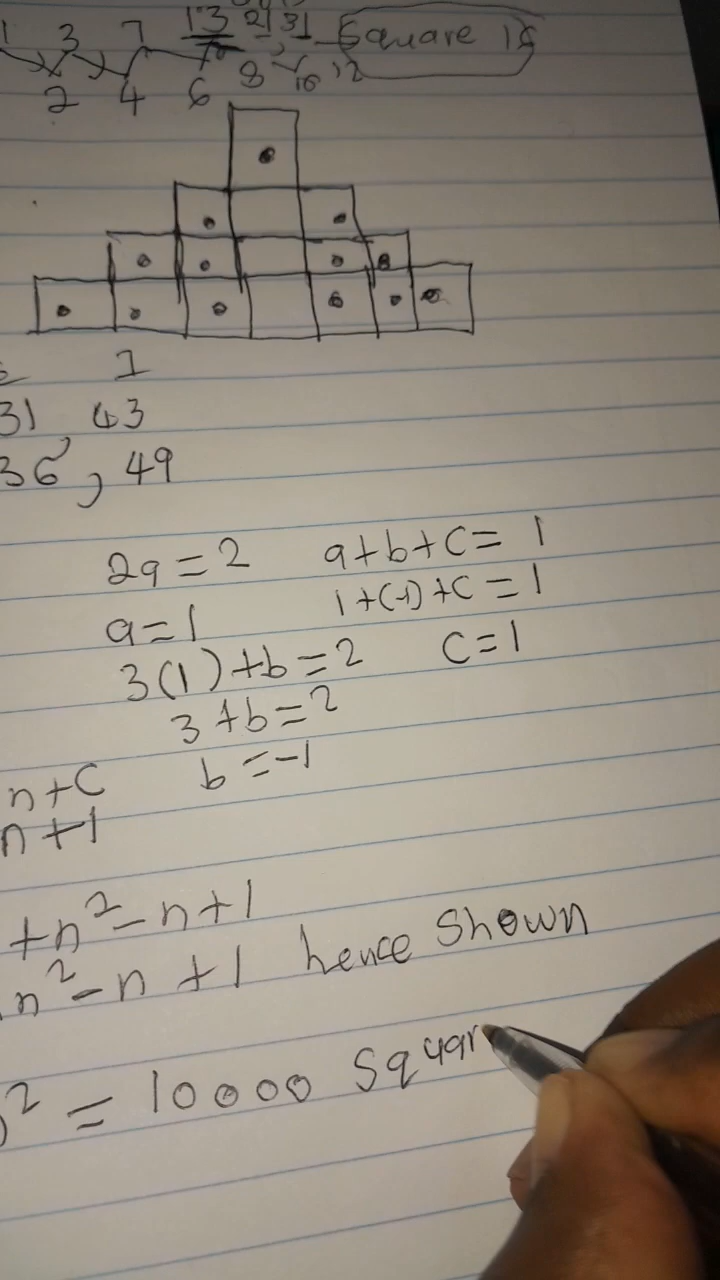 1 3 7 13 21 31 Square is
2 4 6 8 10 12
1
31 43
36, 49
2a = 2 a+b+c = 1
a=1 1+(-1)+c = 1
3(1)+b=2 c=1
3+b=2
b=-1
n+c
n+1
+n²-n+1
n²-n+1 hence Shown
² = 10000 Squar